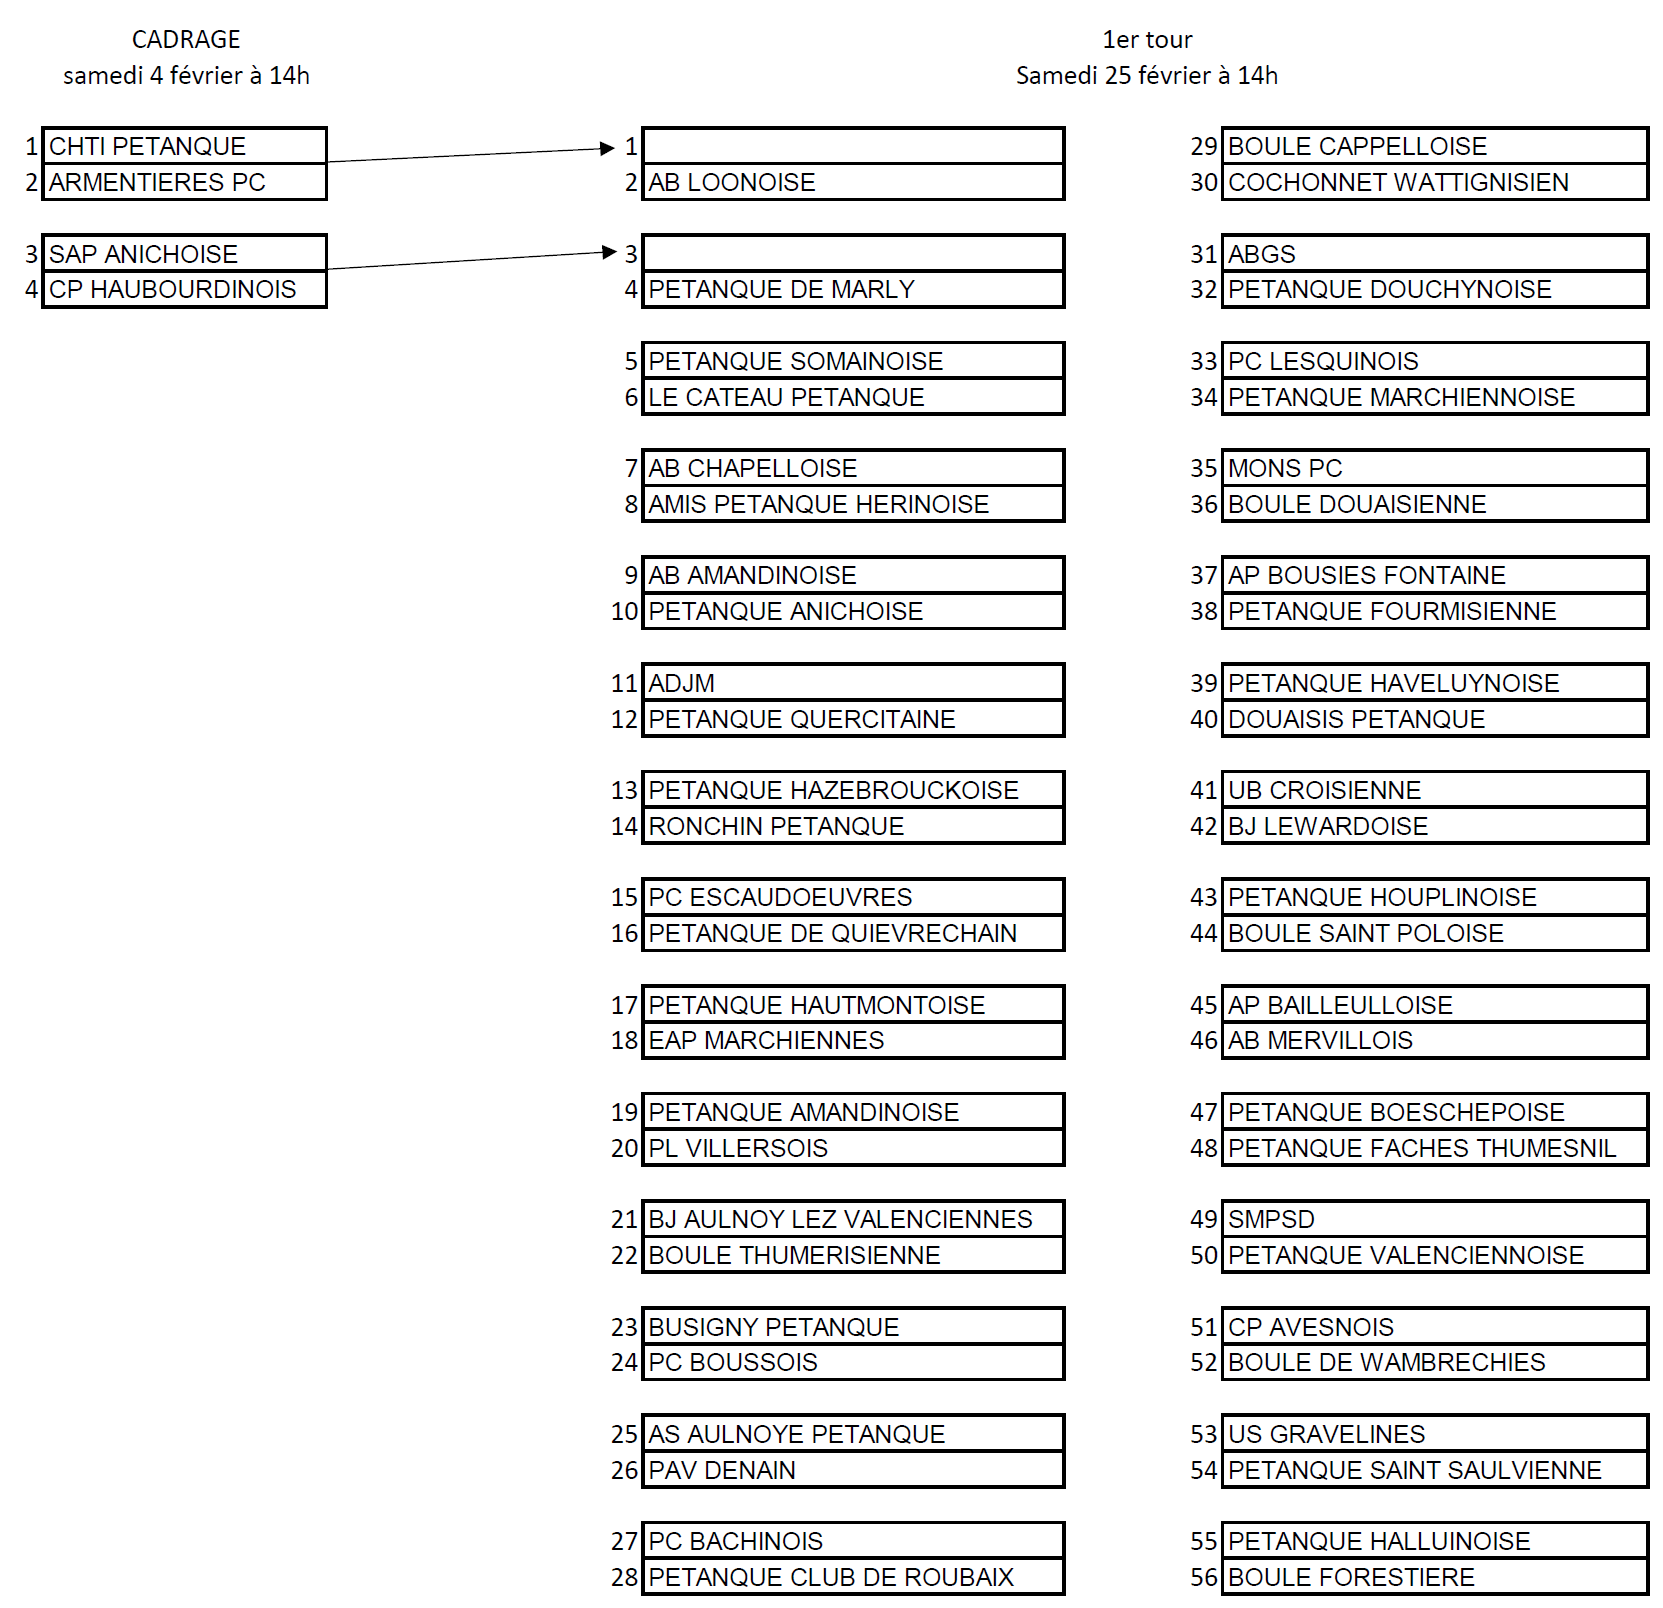 CADRAGE
samedi 4 février à 14h
1 CHTI PETANQUE
2 ARMENTIERES PC
3 SAP ANICHOISE
4 CP HAUBOURDINOIS
1er tour
Samedi 25 février à 14h
1
2 AB LOONOISE
3
4 PETANQUE DE MARLY
5 PETANQUE SOMAINOISE
6 LE CATEAU PETANQUE
7 AB CHAPELLOISE
8 AMIS PETANQUE HERINOISE
9 AB AMANDINOISE
10 PETANQUE ANICHOISE
11 ADJM
12 PETANQUE QUERCITAINE
13 PETANQUE HAZEBROUCKOISE
14 RONCHIN PETANQUE
15 PC ESCAUDOEUVRES
16 PETANQUE DE QUIEVRECHAIN
17 PETANQUE HAUTMONTOISE
18 EAP MARCHIENNES
19 PETANQUE AMANDINOISE
20 PL VILLERSOIS
21 BJ AULNOY LEZ VALENCIENNES
22 BOULE THUMERISIENNE
23 BUSIGNY PETANQUE
24 PC BOUSSOIS
25 AS AULNOYE PETANQUE
26 PAV DENAIN
27 PC BACHINOIS
28 PETANQUE CLUB DE ROUBAIX
29 BOULE CAPPELLOISE
30 COCHONNET WATTIGNISIEN
31 ABGS
32 PETANQUE DOUCHYNOISE
33 PC LESQUINOIS
34 PETANQUE MARCHIENNOISE
35 MONS PC
36 BOULE DOUAISIENNE
37 AP BOUSIES FONTAINE
38 PETANQUE FOURMISIENNE
39 PETANQUE HAVELUYNOISE
40 DOUAISIS PETANQUE
41 UB CROISIENNE
42 BJ LEWARDOISE
43 PETANQUE HOUPLINOISE
44 BOULE SAINT POLOISE
45 AP BAILLEULLOISE
46 AB MERVILLOIS
47 PETANQUE BOESCHEPOISE
48 PETANQUE FACHES THUMESNIL
49 SMPSD
50 PETANQUE VALENCIENNOISE
51 CP AVESNOIS
52 BOULE DE WAMBRECHIES
53 US GRAVELINES
54 PETANQUE SAINT SAULVIENNE
55 PETANQUE HALLUINOISE
56 BOULE FORESTIERE